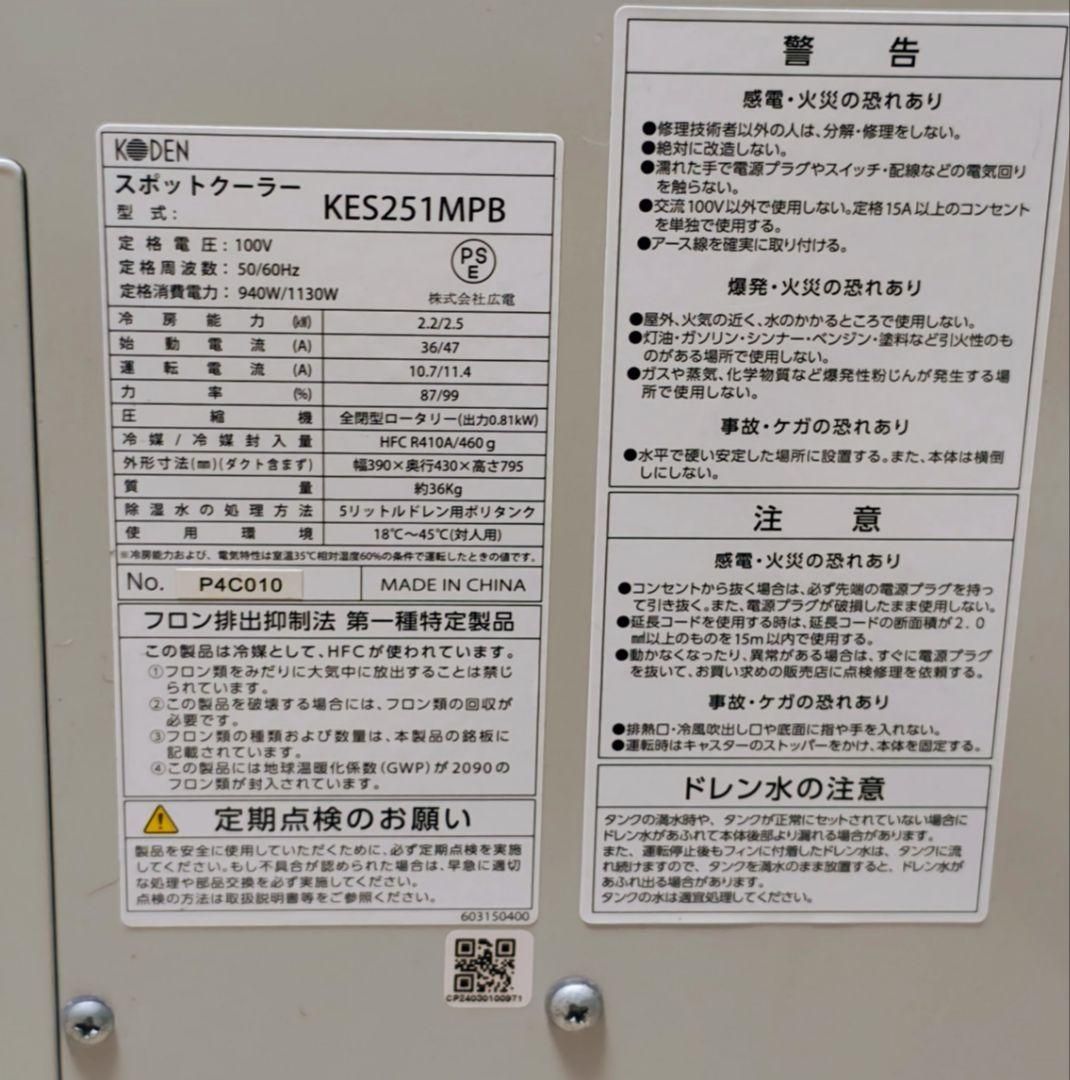 KODEN
スポットクーラー
型 式: KES251MPB
定格電圧: 100V
定格周波数: 50/60Hz
定格消費電力: 940W/1130W
PS
E
株式会社広電
冷房能力 (kW) 2.2/2.5
始動電流 (A) 36/47
運転電流 (A) 10.7/11.4
力率 (%) 87/99
圧縮機 全閉型ロータリー(出力0.81kW)
冷媒/冷媒封入量 HFC R410A/460g
外形寸法(mm)(ダクト含まず) 幅390×奥行430×高さ795
質量 約36Kg
除湿水の処理方法 5リットルドレン用ポリタンク
使用環境 18℃~45℃(対人用)
※冷房能力および、電気特性は室温35℃相対湿度60%の条件で運転したときの値です。
No. P4C010 MADE IN CHINA
フロン排出抑制法 第一種特定製品
この製品は冷媒として、HFCが使われています。
①フロン類をみだりに大気中に放出することは禁じ
られています。
②この製品を破壊する場合には、フロン類の回収が
必要です。
③フロン類の種類および数量は、本製品の銘板に
記載されています。
④この製品には地球温暖化係数(GWP)が2090の
フロン類が封入されています。
定期点検のお願い
製品を安全に使用していただくために、必ず定期点検を実施
してください。もし不具合が認められた場合は、早急に適切
な処理や部品交換を必ず実施してください。
点検の方法は取扱説明書等をご参照ください。
603150400
CP24030100971
警 告
感電・火災の恐れあり
●修理技術者以外の人は、分解・修理をしない。
●絶対に改造しない。
●濡れた手で電源プラグやスイッチ・配線などの電気回り
を触らない。
●交流100V以外で使用しない。定格15A以上のコンセント
を単独で使用する。
●アース線を確実に取り付ける。
爆発・火災の恐れあり
●屋外、火気の近く、水のかかるところで使用しない。
●灯油・ガソリン・シンナー・ベンジン・塗料など引火性のも
のがある場所で使用しない。
●ガスや蒸気、化学物質など爆発性粉じんが発生する場
所で使用しない。
事故・ケガの恐れあり
●水平で硬い安定した場所に設置する。また、本体は横倒
しにしない。
注 意
感電・火災の恐れあり
●コンセントから抜く場合は、必ず先端の電源プラグを持っ
て引き抜く。また、電源プラグが破損したまま使用しない。
●延長コードを使用する時は、延長コードの断面積が2.0
㎟以上のものを15m以内で使用する。
●動かなくなったり、異常がある場合は、すぐに電源プラグ
を抜いて、お買い求めの販売店に点検修理を依頼する。
事故・ケガの恐れあり
●排熱口・冷風吹出し口や底面に指や手を入れない。
●運転時はキャスターのストッパーをかけ、本体を固定する。
ドレン水の注意
タンクの満水時や、タンクが正常にセットされていない場合に
ドレン水があふれて本体後部より漏れる場合があります。
また、運転停止後もフィンに付着したドレン水は、タンクに流
れ続けますので、タンクを満水のまま放置すると、ドレン水が
あふれ出る場合があります。
タンクの水は適宜処理してください。